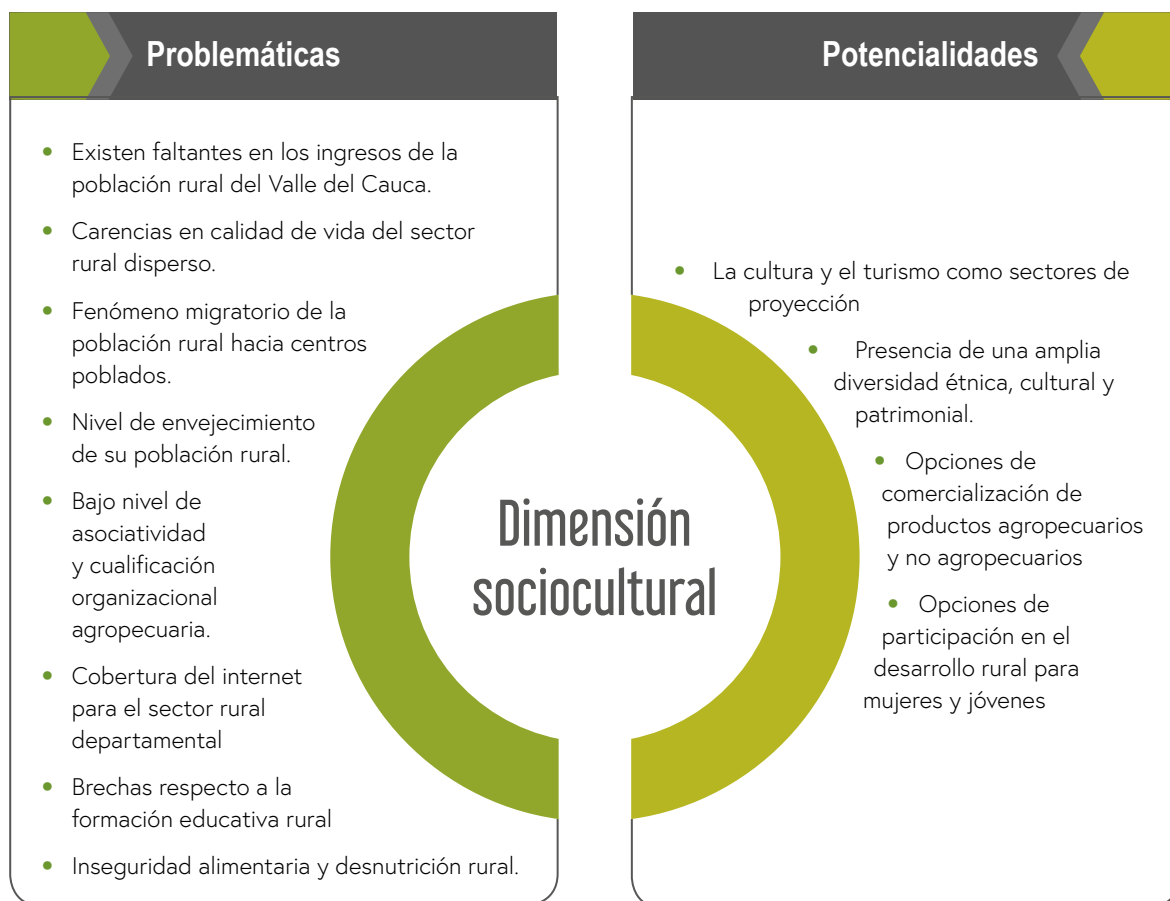 Problemáticas
• Existen faltantes en los ingresos de la
población rural del Valle del Cauca.
• Carencias en calidad de vida del sector
rural disperso.
• Fenómeno migratorio de la
población rural hacia centros
poblados.
• Nivel de envejecimiento
de su población rural.
• Bajo nivel de
asociatividad
y cualificación
organizacional
agropecuaria.
• Cobertura del internet
para el sector rural
departamental
• Brechas respecto a la
formación educativa rural
• Inseguridad alimentaria y desnutrición rural.
Dimensión
sociocultural
Potencialidades
• La cultura y el turismo como sectores de
proyección
• Presencia de una amplia
diversidad étnica, cultural y
patrimonial.
• Opciones de
comercialización de
productos agropecuarios
y no agropecuarios
• Opciones de
participación en el
desarrollo rural para
mujeres y jóvenes